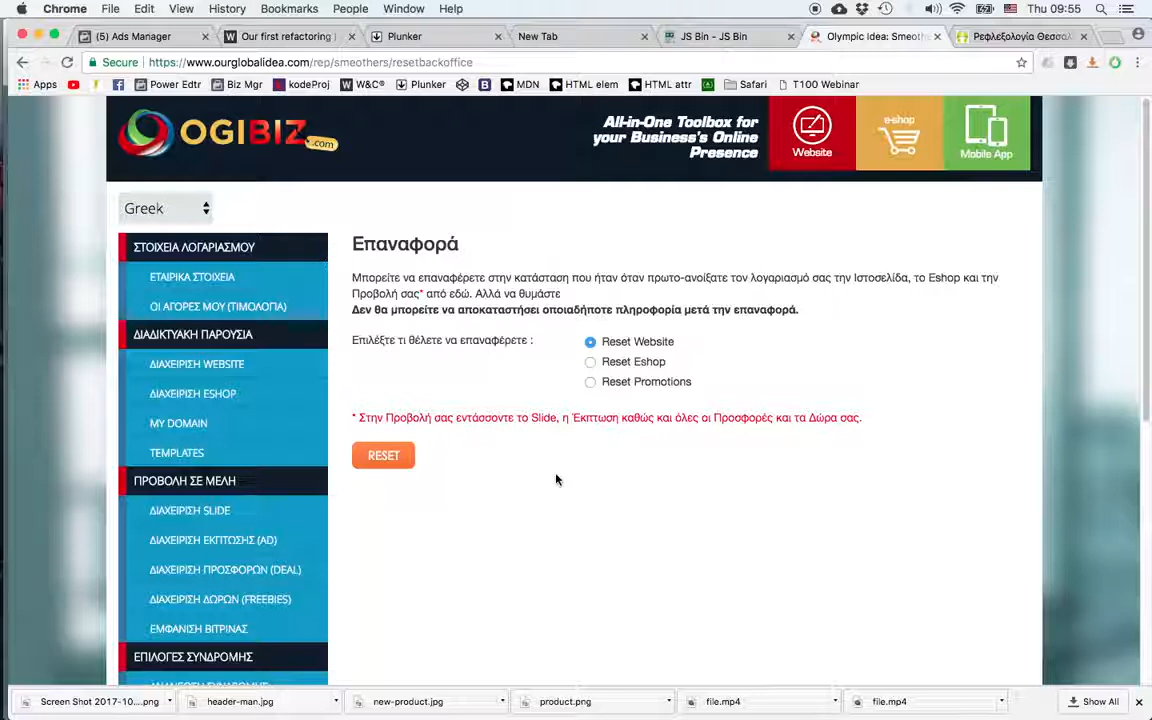 Chrome File Edit View History Bookmarks People Window Help Thu 09:55
(5) Ads Manager
Our first refactoring
Plunker
New Tab
JS Bin - JS Bin
Olympic Idea: Smeoth
Ρεφλεξολογία Θεσσαλ
Secure https://www.ourglobalidea.com/rep/smeothers/resetbackoffice
Apps Power Edtr Biz Mgr kodeProj W&C® Plunker MDN HTML elem HTML attr Safari T100 Webinar
OGIBIZ.com
All-in-One Toolbox for
your Business's Online
Presence
Website
e-shop
Mobile App
Greek
ΣΤΟΙΧΕΙΑ ΛΟΓΑΡΙΑΣΜΟΥ
ΕΤΑΙΡΙΚΑ ΣΤΟΙΧΕΙΑ
ΟΙ ΑΓΟΡΕΣ ΜΟΥ (ΤΙΜΟΛΟΓΙΑ)
ΔΙΑΔΙΚΤΥΑΚΗ ΠΑΡΟΥΣΙΑ
ΔΙΑΧΕΙΡΙΣΗ WEBSITE
ΔΙΑΧΕΙΡΙΣΗ ESHOP
MY DOMAIN
TEMPLATES
ΠΡΟΒΟΛΗ ΣΕ ΜΕΛΗ
ΔΙΑΧΕΙΡΙΣΗ SLIDE
ΔΙΑΧΕΙΡΙΣΗ ΕΚΠΤΩΣΗΣ (AD)
ΔΙΑΧΕΙΡΙΣΗ ΠΡΟΣΦΟΡΩΝ (DEAL)
ΔΙΑΧΕΙΡΙΣΗ ΔΩΡΩΝ (FREEBIES)
ΕΜΦΑΝΙΣΗ ΒΙΤΡΙΝΑΣ
ΕΠΙΛΟΓΕΣ ΣΥΝΔΡΟΜΗΣ
Επαναφορά
Μπορείτε να επαναφέρετε στην κατάσταση που ήταν όταν πρωτο-ανοίξατε τον λογαριασμό σας την Ιστοσελίδα, το Eshop και την
Προβολή σας* από εδώ. Αλλά να θυμάστε
Δεν θα μπορείτε να αποκαταστήσει οποιαδήποτε πληροφορία μετά την επαναφορά.
Επιλέξτε τι θέλετε να επαναφέρετε :
Reset Website
Reset Eshop
Reset Promotions
* Στην Προβολή σας εντάσσοντε το Slide, η Έκπτωση καθώς και όλες οι Προσφορές και τα Δώρα σας.
RESET
Screen Shot 2017-10....png
header-man.jpg
new-product.jpg
product.png
file.mp4
file.mp4
Show All